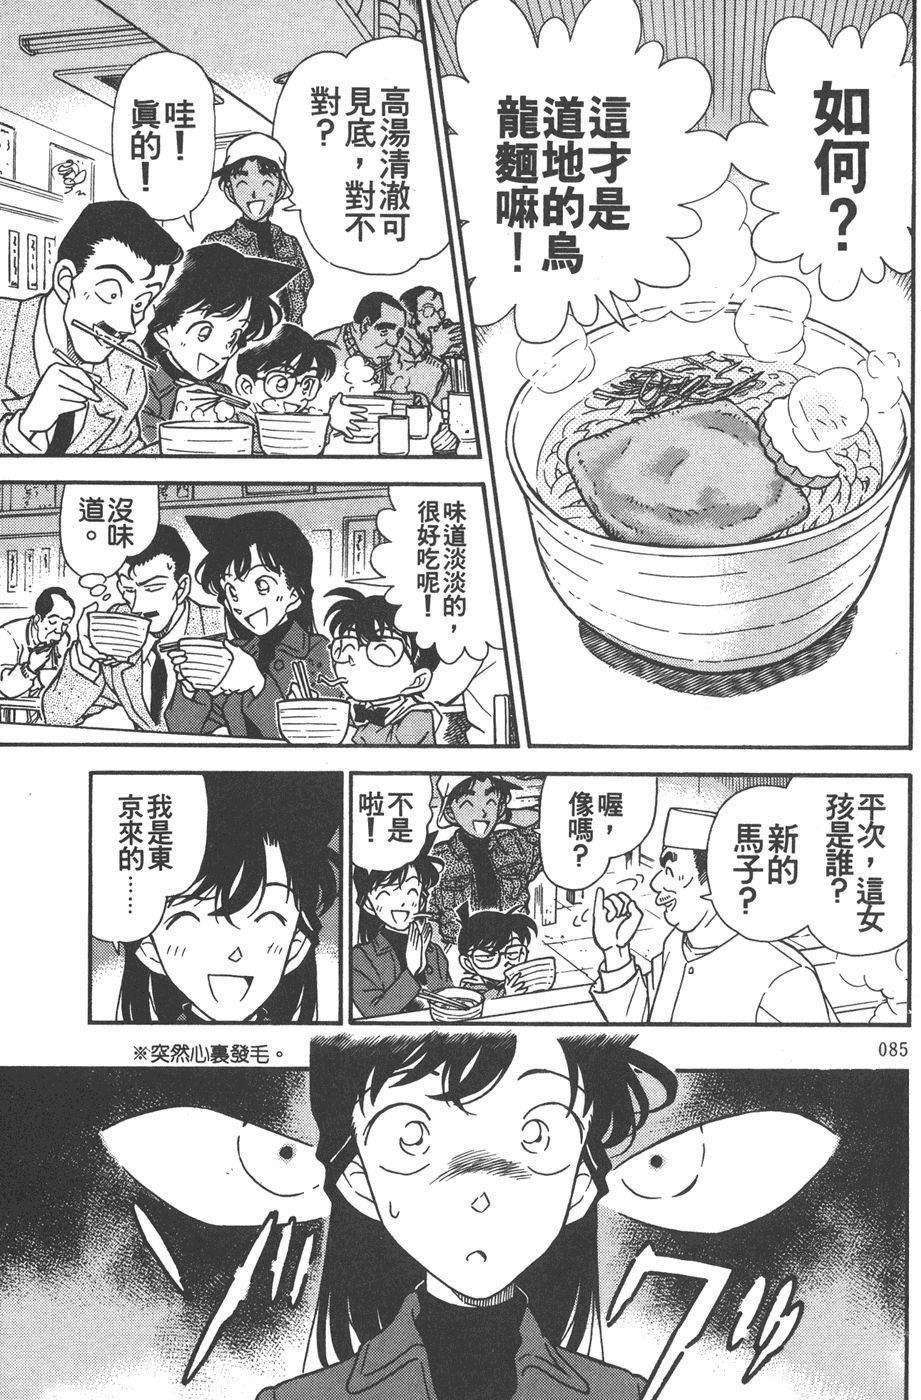 如何？
這才是
道地的烏
龍麵嘛！
高湯清澈可
見底，對不
對？
哇！
眞的！
味道淡淡的，
很好吃呢！
沒味
道。
平次，這女
孩是誰？
新的
馬子？
喔，
像嗎？
不是
啦！
我是東
京來的……
085
※突然心裏發毛。